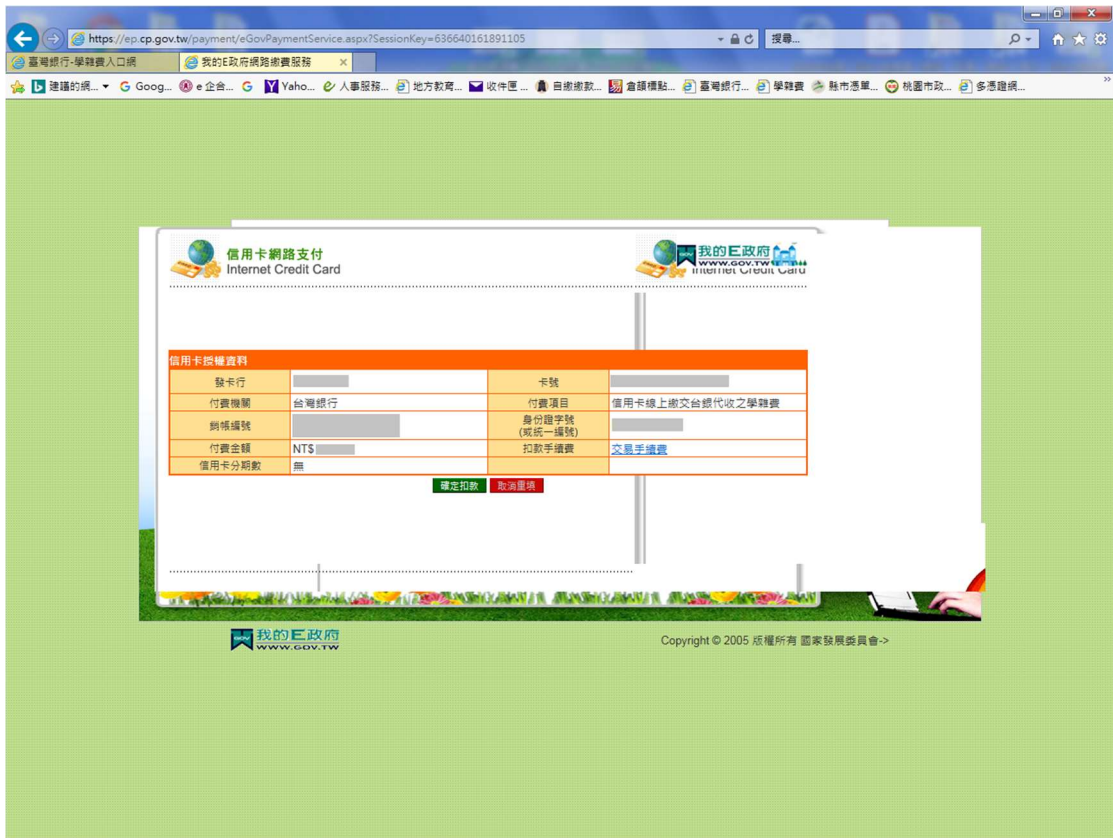 https://ep.cp.gov.tw/payment/eGovPaymentService.aspx?SessionKey=636640161891105
搜尋...
臺灣銀行-學雜費入口網
我的E政府網路繳費服務
建議的網... Goog... e 企合... Yaho... 人事服務... 地方教育... 收件匣 ... 自繳繳款... 倉頡標點... 臺灣銀行... 學雜費 縣市憑單... 桃園市政... 多憑證網...
信用卡網路支付
Internet Credit Card
我的E政府
WWW.GOV.TW
Internet Credit Card
信用卡授權資料
發卡行 卡號
付費機關 台灣銀行 付費項目 信用卡線上繳交台銀代收之學雜費
銷帳編號 身份證字號
(或統一編號)
付費金額 NT$ 扣款手續費 交易手續費
信用卡分期數 無
確定扣款 取消重填
我的E政府
WWW.GOV.TW
Copyright © 2005 版權所有 國家發展委員會->